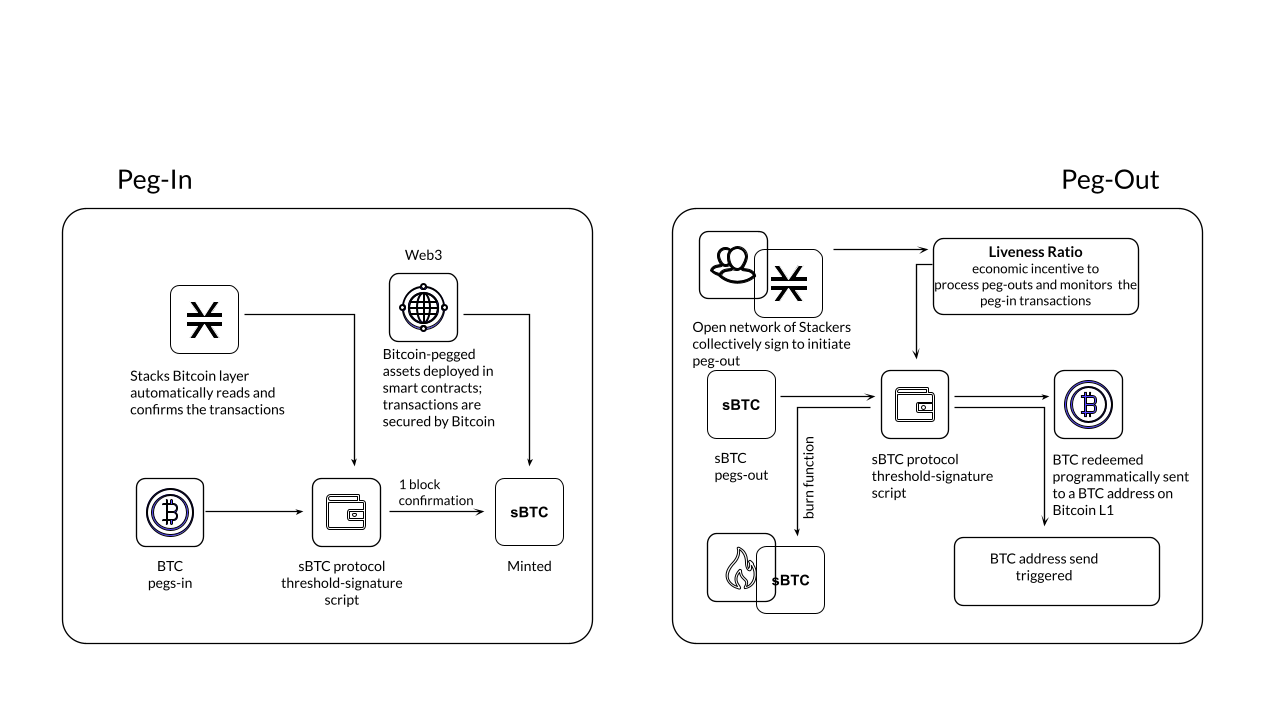 Peg-In
Web3
Stacks Bitcoin layer
automatically reads and
confirms the transactions
Bitcoin-pegged
assets deployed in
smart contracts;
transactions are
secured by Bitcoin
1 block
confirmation
sBTC
BTC
pegs-in
sBTC protocol
threshold-signature
script
Minted
Peg-Out
Liveness Ratio
economic incentive to
process peg-outs and monitors  the
peg-in transactions
Open network of Stackers
collectively sign to initiate
peg-out
sBTC
sBTC
pegs-out
burn function
sBTC protocol
threshold-signature
script
BTC redeemed
programmatically sent
to a BTC address on
Bitcoin L1
sBTC
BTC address send
triggered